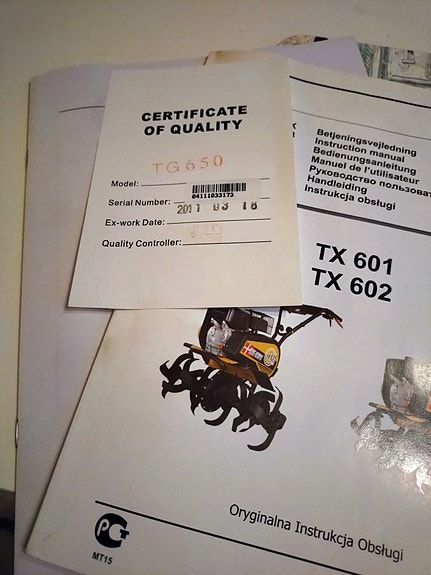 CERTIFICATE
OF QUALITY
TG650
Model:
04111033173
Serial Number:
2011 03 18
Ex-work Date:
Quality Controller:
Betjeningsvejledning
Instruction manual
Bedienungsanleitung
Manuel de l'utilisateur
Руководство пользоват
Handleiding
Instrukcja obsługi
TX 601
TX 602
Oryginalna Instrukcja Obsługi
МТ15